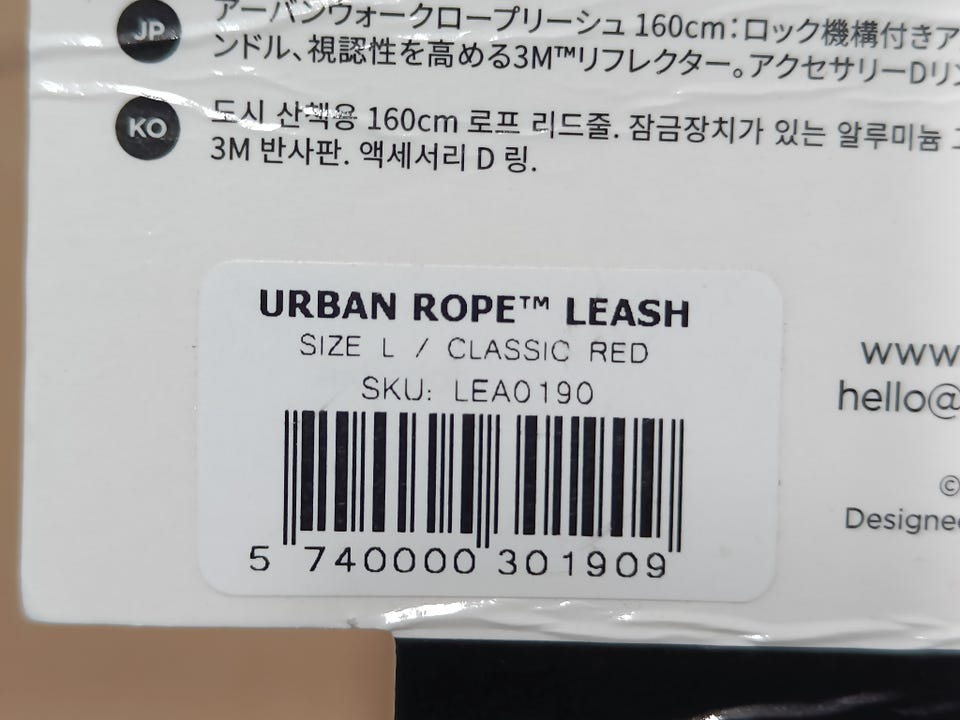 JP
アーバンウォークロープリーシュ 160cm：ロック機構付きア
ンドル、視認性を高める3M™リフレクター。アクセサリーDリン
KO
도시 산책용 160cm 로프 리드줄. 잠금장치가 있는 알루미늄
3M 반사판. 액세서리 D 링.
URBAN ROPE™ LEASH
SIZE L / CLASSIC RED
SKU: LEA0190
5 740000 301909
www
hello@
©
Designe